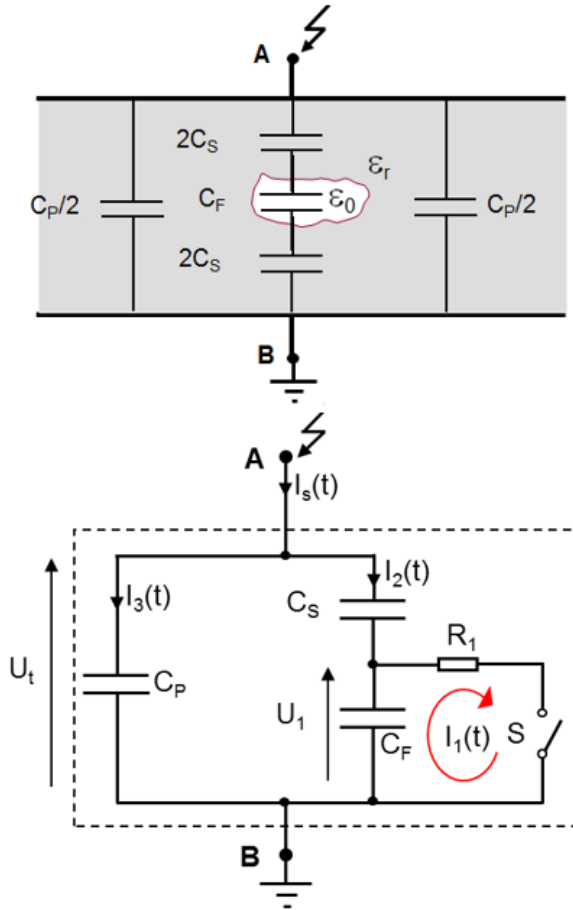 A
2C_S
ε_r
C_P/2
C_F
ε_0
C_P/2
2C_S
B
A
I_s(t)
I_3(t)
I_2(t)
C_S
R_1
U_t
C_P
U_1
C_F
I_1(t)
S
B